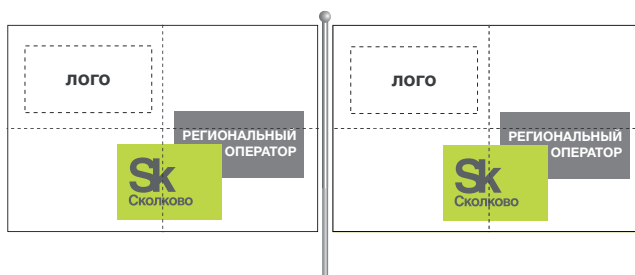 ЛОГО
РЕГИОНАЛЬНЫЙ
ОПЕРАТОР
Sk
Сколково
ЛОГО
РЕГИОНАЛЬНЫЙ
ОПЕРАТОР
Sk
Сколково